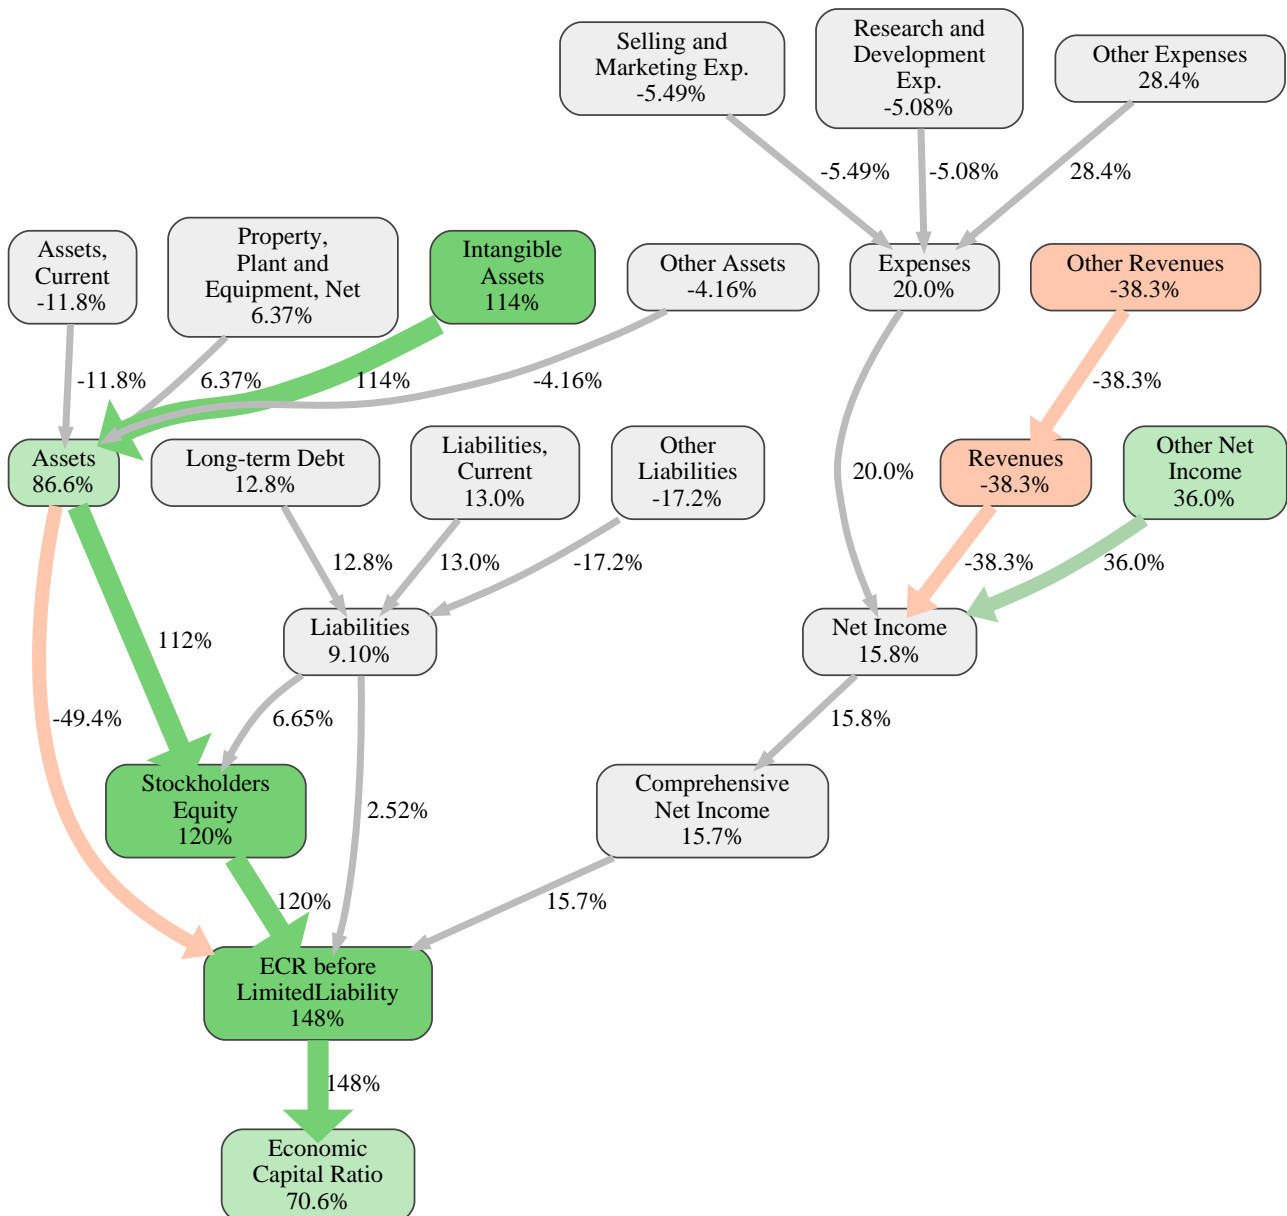 Selling and
Marketing Exp.
-5.49%
Research and
Development
Exp.
-5.08%
Other Expenses
28.4%
-5.49%
-5.08%
28.4%
Assets,
Current
-11.8%
Property,
Plant and
Equipment, Net
6.37%
Intangible
Assets
114%
Other Assets
-4.16%
Expenses
20.0%
Other Revenues
-38.3%
-11.8%
6.37%
114%
-4.16%
-38.3%
Assets
86.6%
Long-term Debt
12.8%
Liabilities,
Current
13.0%
Other
Liabilities
-17.2%
20.0%
Revenues
-38.3%
Other Net
Income
36.0%
12.8%
13.0%
-17.2%
-38.3%
36.0%
Liabilities
9.10%
Net Income
15.8%
112%
-49.4%
6.65%
15.8%
Stockholders
Equity
120%
2.52%
Comprehensive
Net Income
15.7%
120%
15.7%
ECR before
LimitedLiability
148%
148%
Economic
Capital Ratio
70.6%